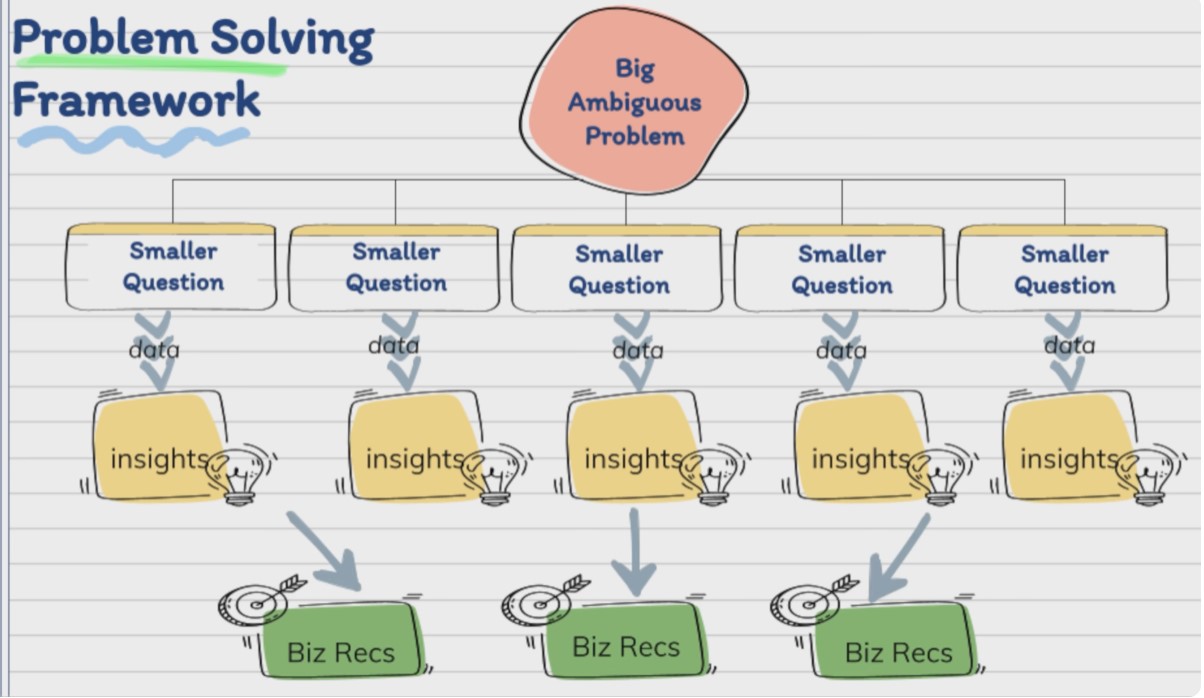 Problem Solving
Framework
Big
Ambiguous
Problem
Smaller
Question
Smaller
Question
Smaller
Question
Smaller
Question
Smaller
Question
data
data
data
data
data
insights
insights
insights
insights
insights
Biz Recs
Biz Recs
Biz Recs